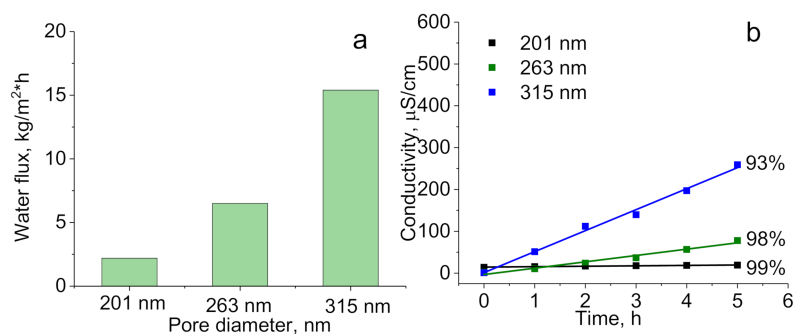 a
20
15
10
5
0
Water flux, kg/m²*h
201 nm
263 nm
315 nm
Pore diameter, nm
b
600
500
400
300
200
100
0
Conductivity, μS/cm
201 nm
263 nm
315 nm
93%
98%
99%
0 1 2 3 4 5 6
Time, h